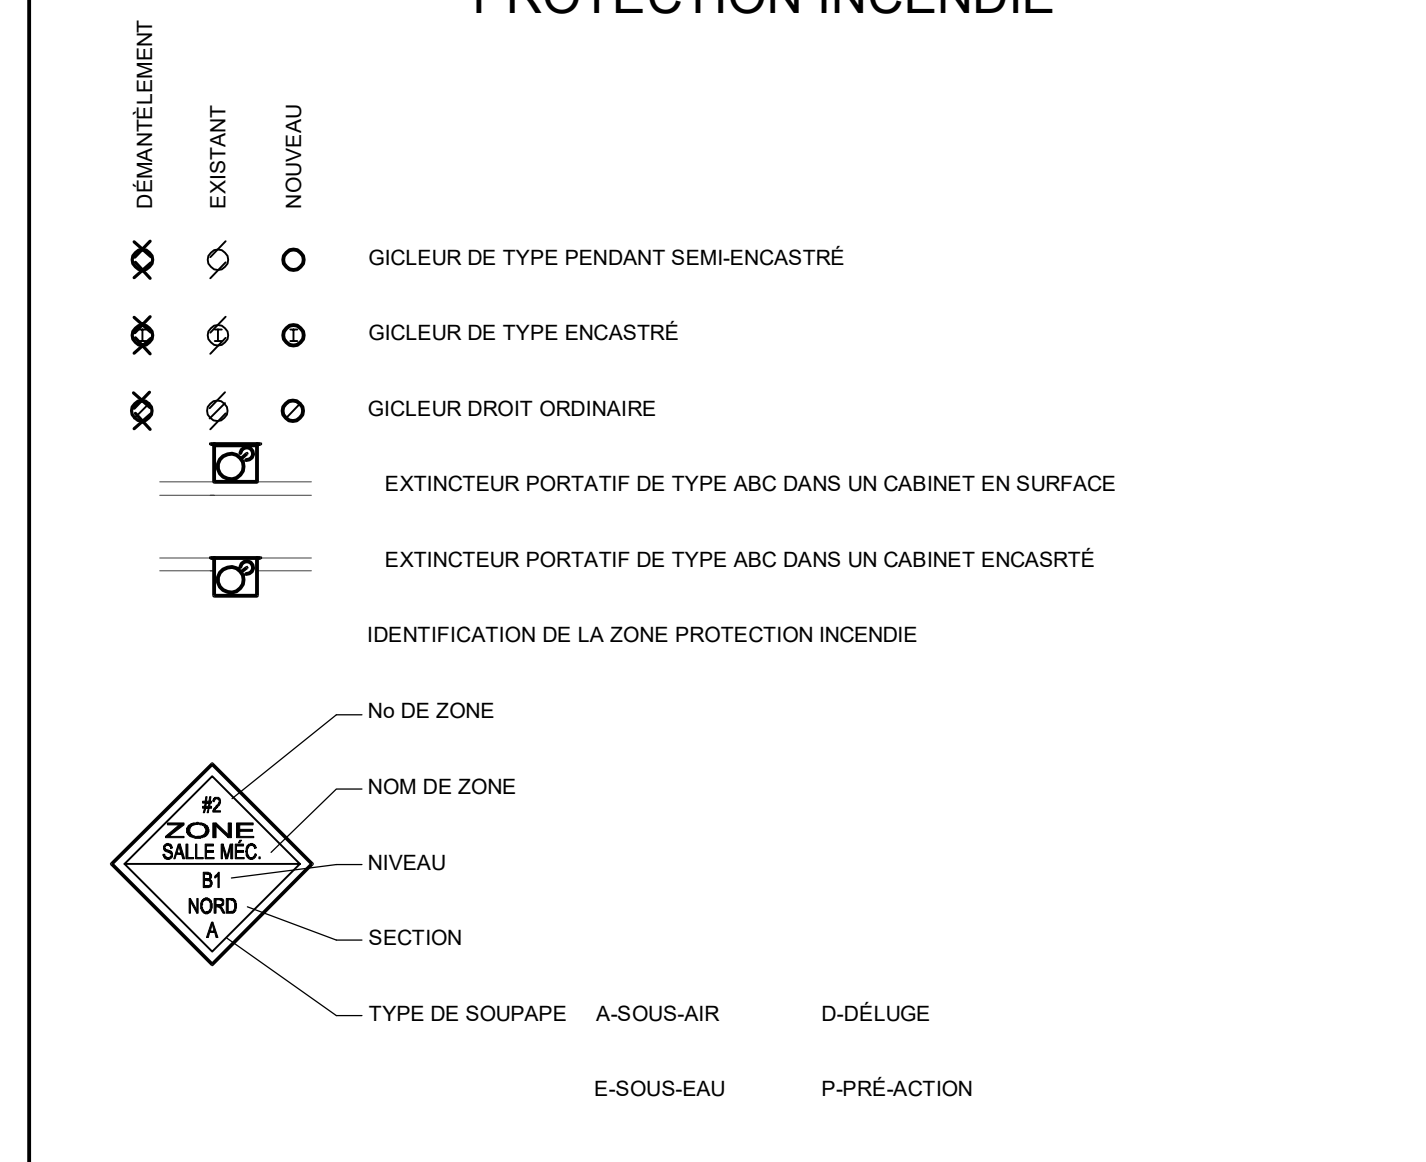 PROTECTION INCENDIE
DÉMANTÈLEMENT
EXISTANT
NOUVEAU
GICLEUR DE TYPE PENDANT SEMI-ENCASTRÉ
I I I GICLEUR DE TYPE ENCASTRÉ
GICLEUR DROIT ORDINAIRE
EXTINCTEUR PORTATIF DE TYPE ABC DANS UN CABINET EN SURFACE
EXTINCTEUR PORTATIF DE TYPE ABC DANS UN CABINET ENCASRTÉ
IDENTIFICATION DE LA ZONE PROTECTION INCENDIE
No DE ZONE
NOM DE ZONE
#2
ZONE
SALLE MÉC.
NIVEAU
B1
NORD
A
SECTION
TYPE DE SOUPAPE A-SOUS-AIR D-DÉLUGE
E-SOUS-EAU P-PRÉ-ACTION